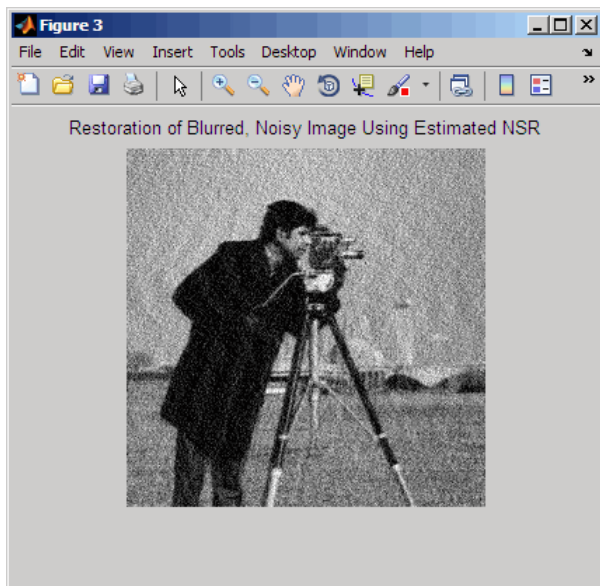 Figure 3
File Edit View Insert Tools Desktop Window Help
Restoration of Blurred, Noisy Image Using Estimated NSR